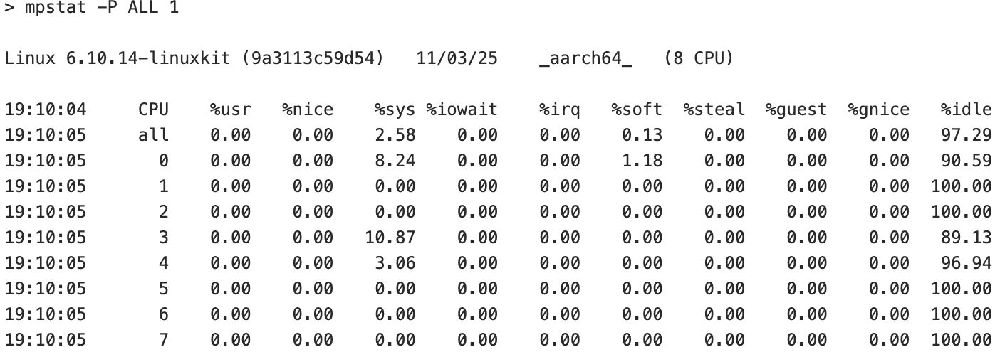 > mpstat -P ALL 1
Linux 6.10.14-linuxkit (9a3113c59d54)   11/03/25    _aarch64_   (8 CPU)
19:10:04     CPU    %usr   %nice    %sys %iowait    %irq   %soft  %steal  %guest  %gnice   %idle
19:10:05     all    0.00    0.00    2.58    0.00    0.00    0.13    0.00    0.00    0.00   97.29
19:10:05       0    0.00    0.00    8.24    0.00    0.00    1.18    0.00    0.00    0.00   90.59
19:10:05       1    0.00    0.00    0.00    0.00    0.00    0.00    0.00    0.00    0.00  100.00
19:10:05       2    0.00    0.00    0.00    0.00    0.00    0.00    0.00    0.00    0.00  100.00
19:10:05       3    0.00    0.00   10.87    0.00    0.00    0.00    0.00    0.00    0.00   89.13
19:10:05       4    0.00    0.00    3.06    0.00    0.00    0.00    0.00    0.00    0.00   96.94
19:10:05       5    0.00    0.00    0.00    0.00    0.00    0.00    0.00    0.00    0.00  100.00
19:10:05       6    0.00    0.00    0.00    0.00    0.00    0.00    0.00    0.00    0.00  100.00
19:10:05       7    0.00    0.00    0.00    0.00    0.00    0.00    0.00    0.00    0.00  100.00